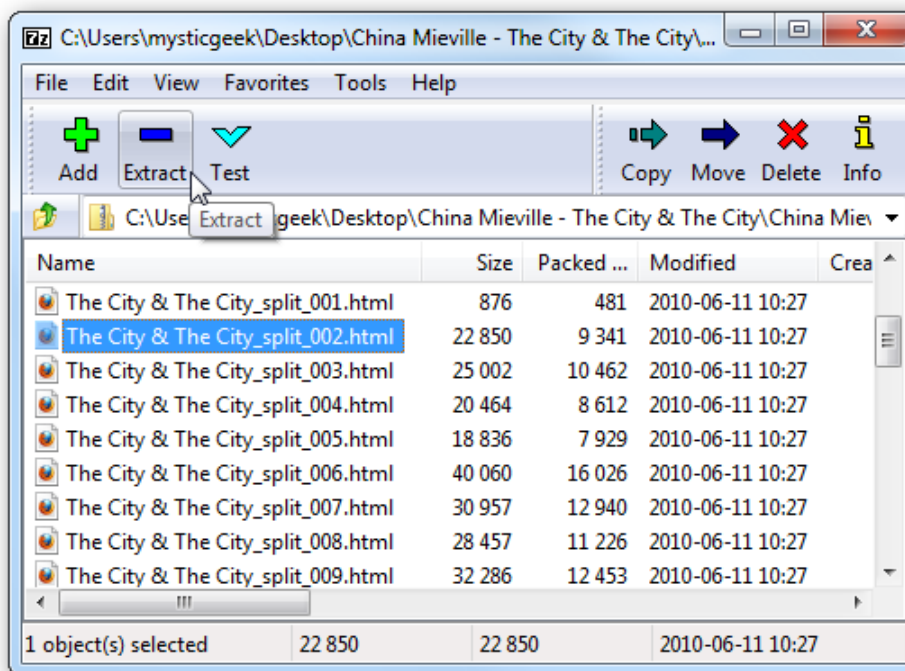 7z C:\Users\mysticgeek\Desktop\China Mieville - The City & The City\...
File Edit View Favorites Tools Help
Add Extract Test Copy Move Delete Info
C:\Use geek\Desktop\China Mieville - The City & The City\China Miev
Extract
Name Size Packed ... Modified Crea
The City & The City_split_001.html 876 481 2010-06-11 10:27
The City & The City_split_002.html 22 850 9 341 2010-06-11 10:27
The City & The City_split_003.html 25 002 10 462 2010-06-11 10:27
The City & The City_split_004.html 20 464 8 612 2010-06-11 10:27
The City & The City_split_005.html 18 836 7 929 2010-06-11 10:27
The City & The City_split_006.html 40 060 16 026 2010-06-11 10:27
The City & The City_split_007.html 30 957 12 940 2010-06-11 10:27
The City & The City_split_008.html 28 457 11 226 2010-06-11 10:27
The City & The City_split_009.html 32 286 12 453 2010-06-11 10:27
1 object(s) selected 22 850 22 850 2010-06-11 10:27